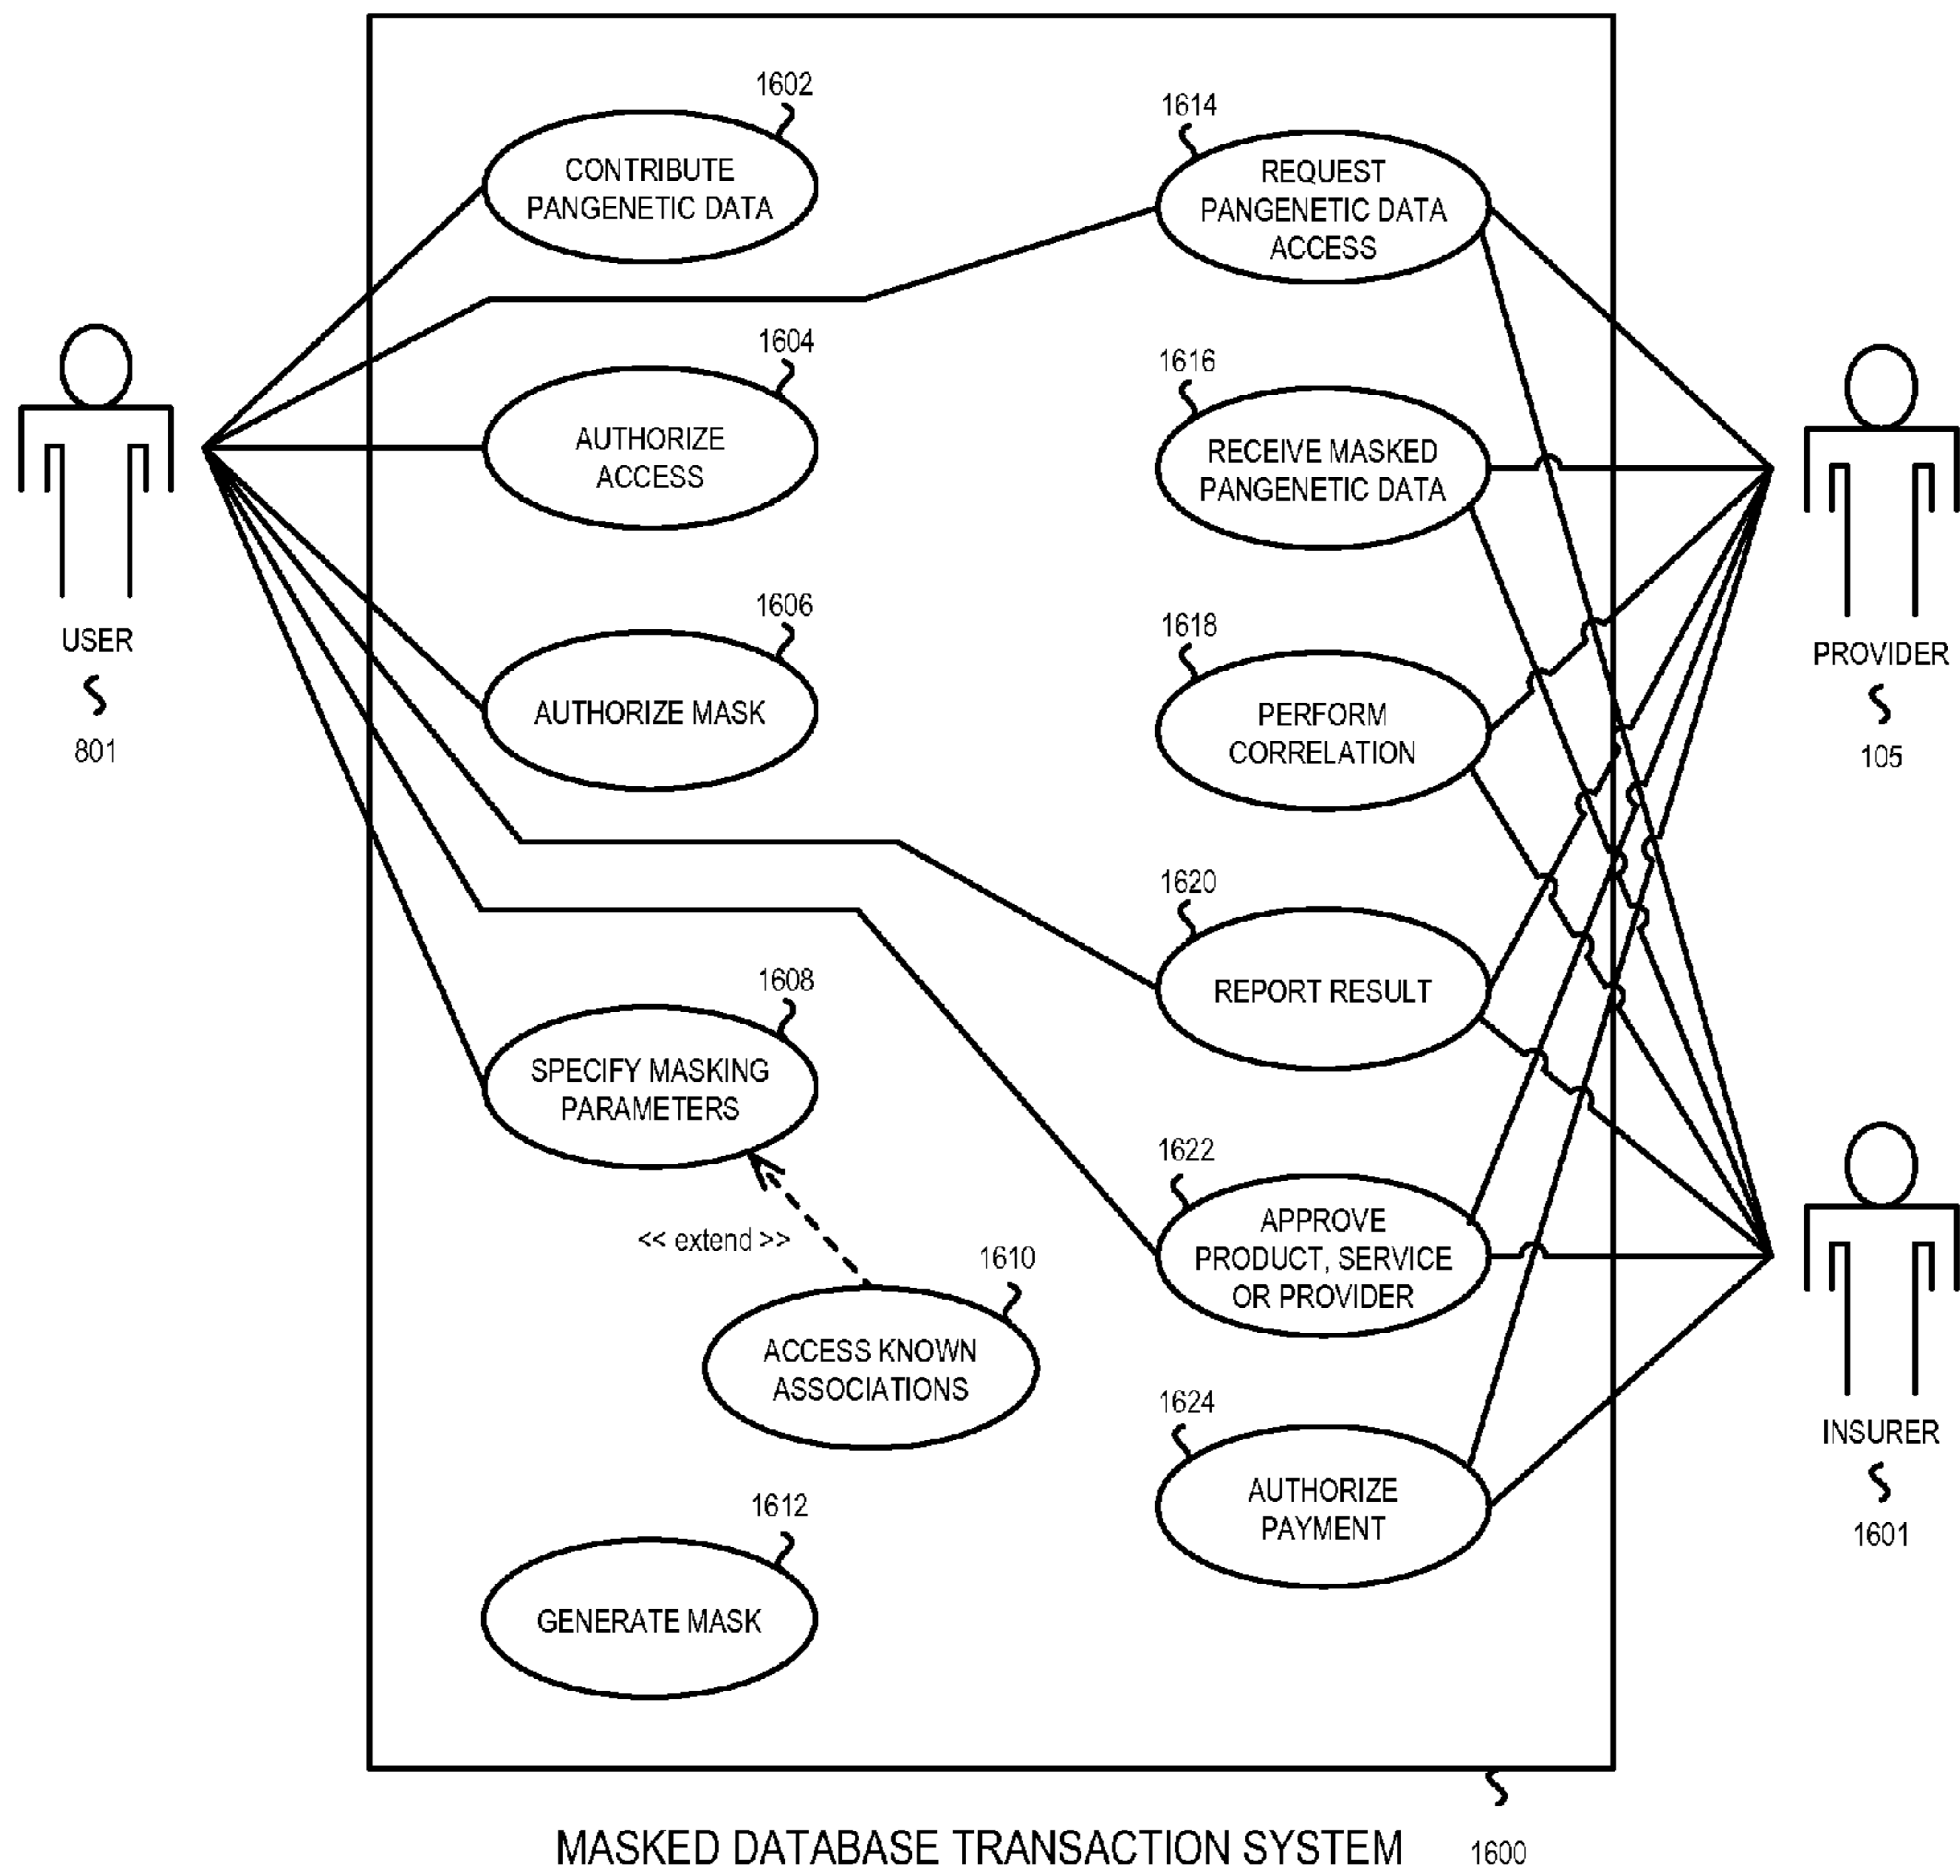 1602
CONTRIBUTE
PANGENETIC DATA
1614
REQUEST
PANGENETIC DATA
ACCESS
1604
AUTHORIZE
ACCESS
1616
RECEIVE MASKED
PANGENETIC DATA
USER
801
PROVIDER
105
1606
AUTHORIZE MASK
1618
PERFORM
CORRELATION
1620
REPORT RESULT
1608
SPECIFY MASKING
PARAMETERS
<< extend >>
1610
ACCESS KNOWN
ASSOCIATIONS
1622
APPROVE
PRODUCT, SERVICE
OR PROVIDER
INSURER
1601
1624
AUTHORIZE
PAYMENT
1612
GENERATE MASK
MASKED DATABASE TRANSACTION SYSTEM
1600